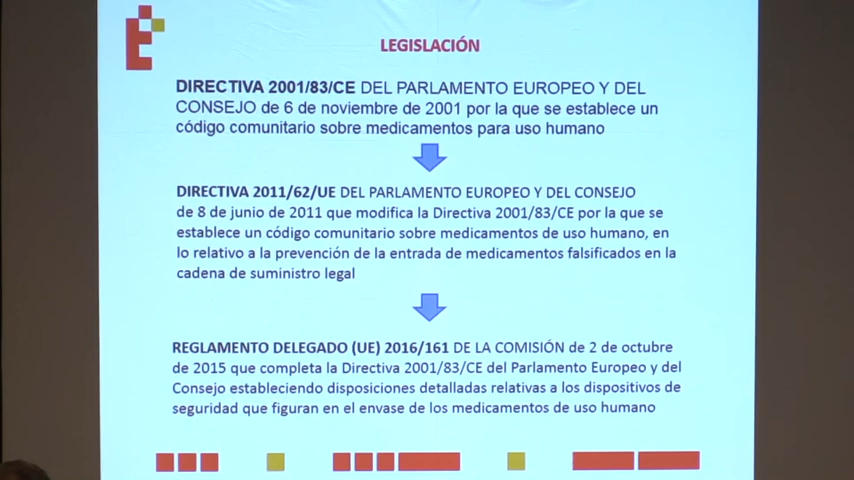 LEGISLACIÓN
DIRECTIVA 2001/83/CE DEL PARLAMENTO EUROPEO Y DEL
CONSEJO de 6 de noviembre de 2001 por la que se establece un
código comunitario sobre medicamentos para uso humano
DIRECTIVA 2011/62/UE DEL PARLAMENTO EUROPEO Y DEL CONSEJO
de 8 de junio de 2011 que modifica la Directiva 2001/83/CE por la que se
establece un código comunitario sobre medicamentos de uso humano, en
lo relativo a la prevención de la entrada de medicamentos falsificados en la
cadena de suministro legal
REGLAMENTO DELEGADO (UE) 2016/161 DE LA COMISIÓN de 2 de octubre
de 2015 que completa la Directiva 2001/83/CE del Parlamento Europeo y del
Consejo estableciendo disposiciones detalladas relativas a los dispositivos de
seguridad que figuran en el envase de los medicamentos de uso humano